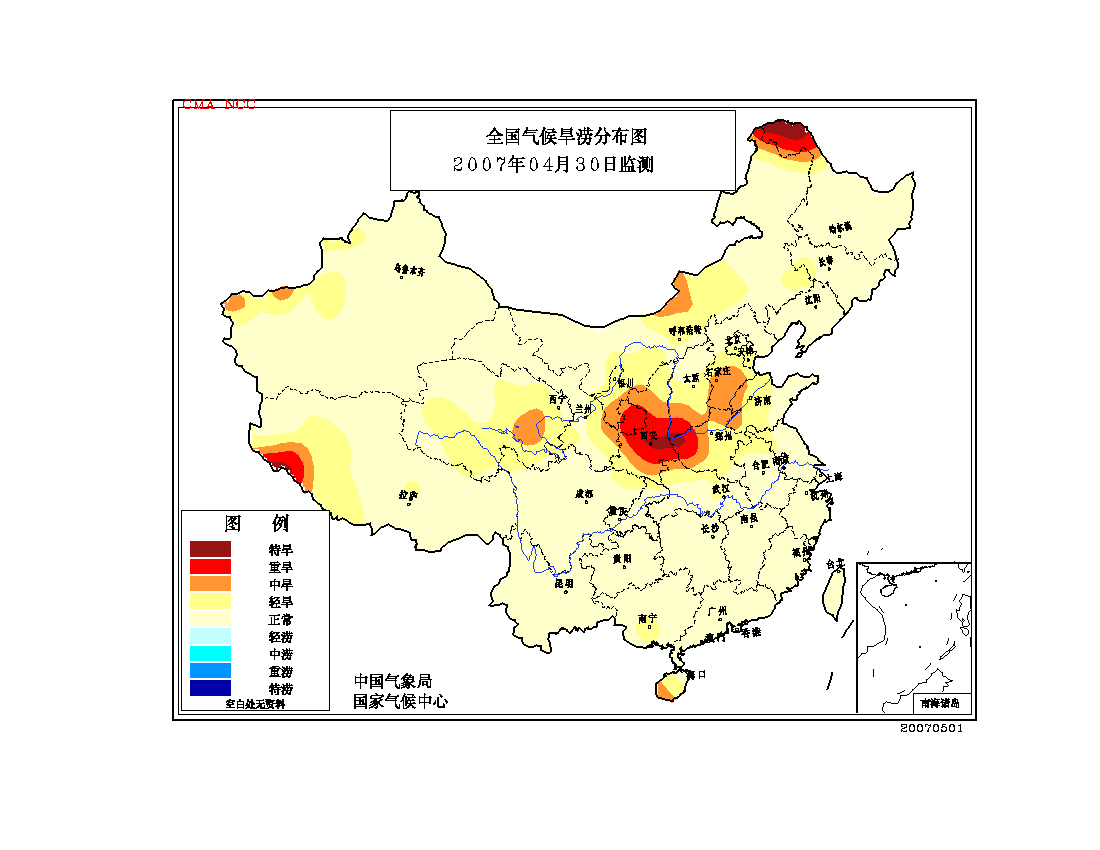 CMA NCC
全国气候旱涝分布图
2007年04月30日监测
哈尔滨
长春
乌鲁木齐
沈阳
呼和浩特
北京
天津
银川
太原
石家庄
西宁
兰州
济南
西安
郑州
合肥
南京
上海
拉萨
成都
武汉
杭州
重庆
长沙
南昌
贵阳
福州
台北
昆明
南宁
广州
澳门
香港
海口
图 例
特旱
重旱
中旱
轻旱
正常
轻涝
中涝
重涝
特涝
空白处无资料
中国气象局
国家气候中心
南海诸岛
20070501